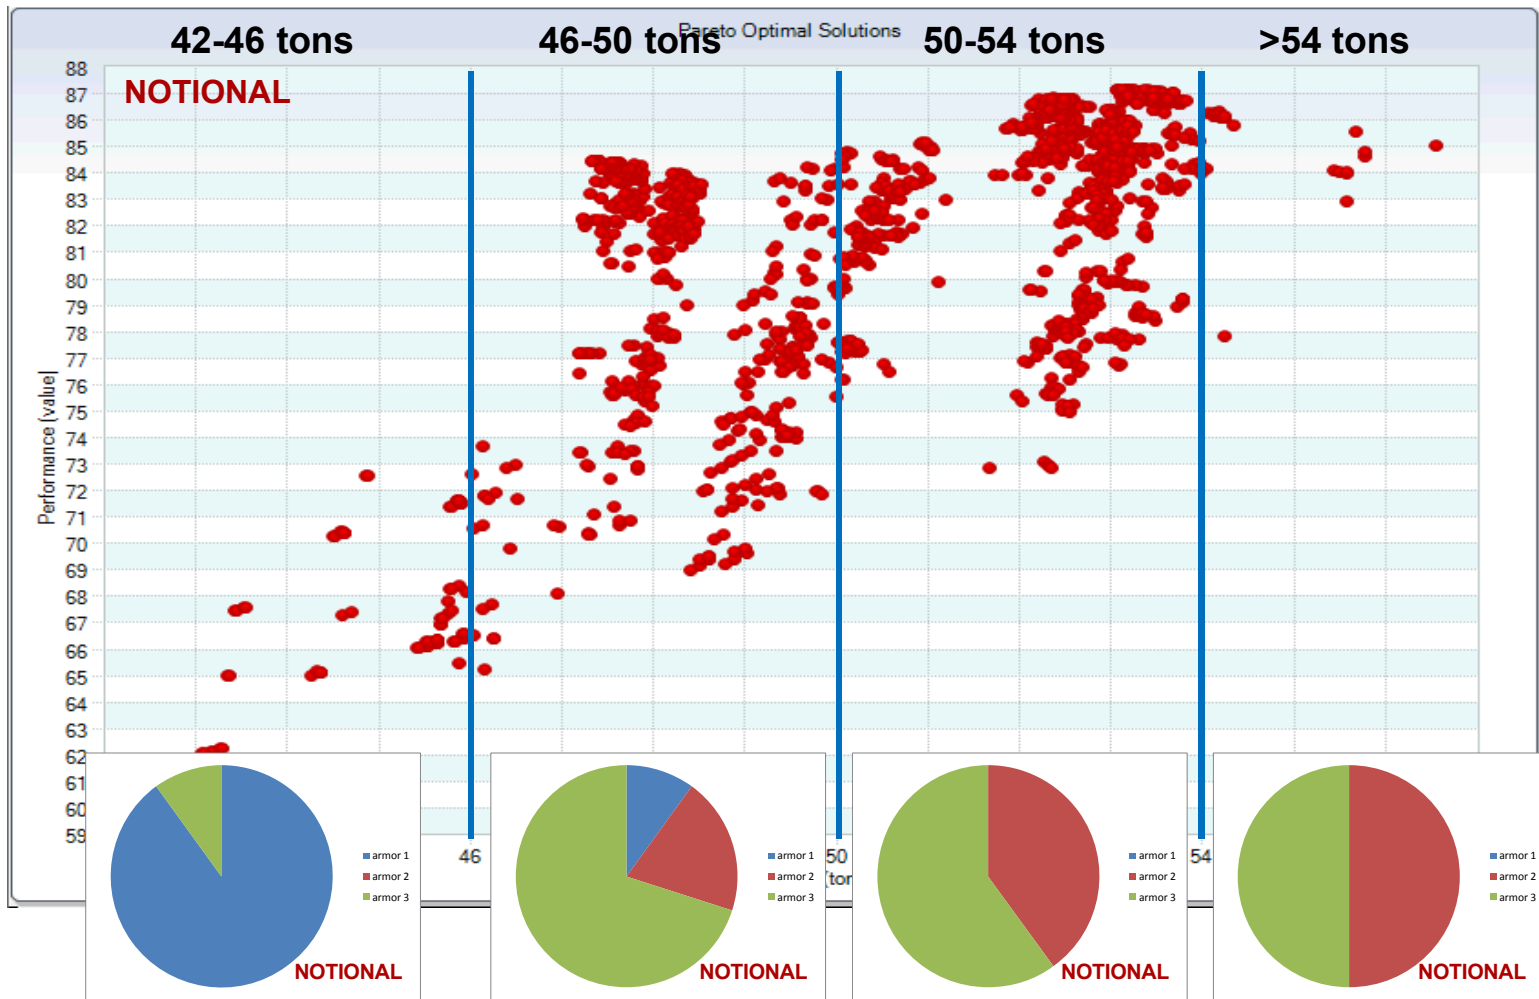 Pareto Optimal Solutions
42-46 tons
46-50 tons
50-54 tons
>54 tons
NOTIONAL
Performance (value)
88
87
86
85
84
83
82
81
80
79
78
77
76
75
74
73
72
71
70
69
68
67
66
65
64
63
62
61
60
59
46
50
54
(tor
armor 1
armor 2
armor 3
NOTIONAL
armor 1
armor 2
armor 3
NOTIONAL
armor 1
armor 2
armor 3
NOTIONAL
armor 1
armor 2
armor 3
NOTIONAL